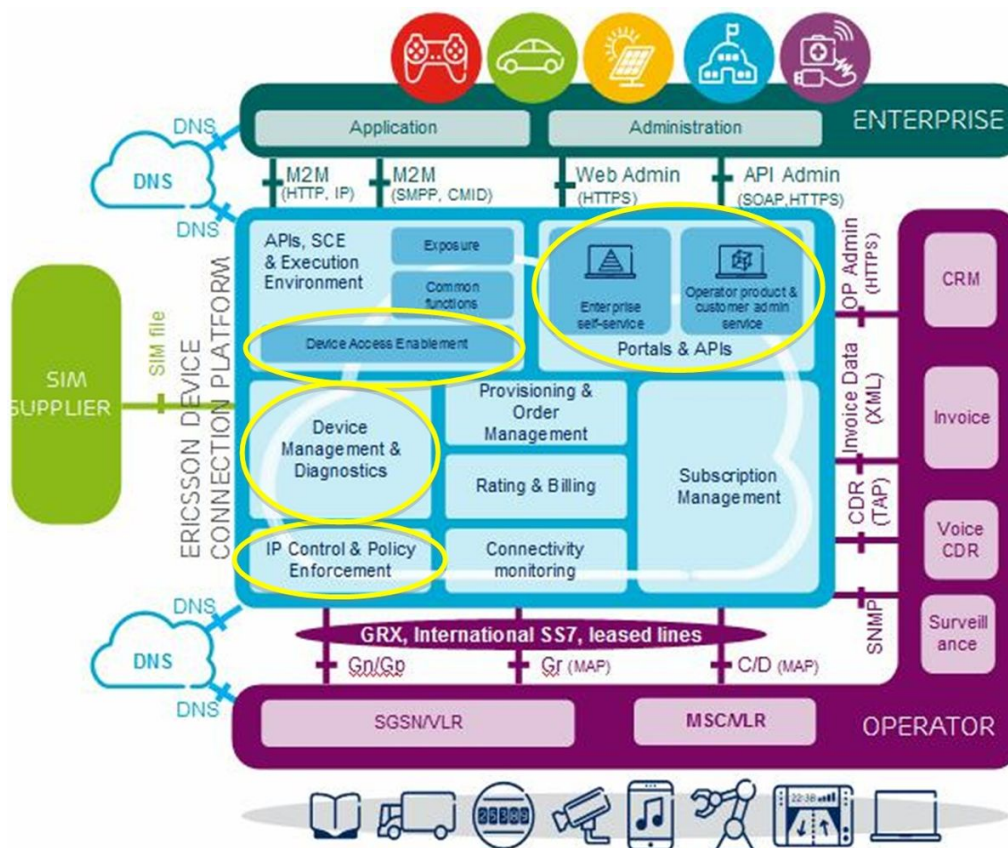 ENTERPRISE
Application
Administration
DNS
DNS
DNS
M2M
(HTTP, IP)
M2M
(SMPP, CMID)
Web Admin
(HTTPS)
API Admin
(SOAP,HTTPS)
APIs, SCE
& Execution
Environment
Exposure
Common
functions
Device Access Enablement
Enterprise
self-service
Operator product &
customer admin
service
Portals & APIs
Device
Management &
Diagnostics
Provisioning &
Order
Management
Rating & Billing
Subscription
Management
IP Control & Policy
Enforcement
Connectivity
monitoring
ERICSSON DEVICE
CONNECTION PLATFORM
SIM file
SIM
SUPPLIER
OP Admin
(HTTPS)
Invoice Data
(XML)
CDR
(TAP)
SNMP
CRM
Invoice
Voice
CDR
Surveill
ance
DNS
DNS
DNS
GRX, International SS7, leased lines
Gn/Gp
Gr (MAP)
C/D (MAP)
SGSN/VLR
MSC/VLR
OPERATOR
25389
22:38